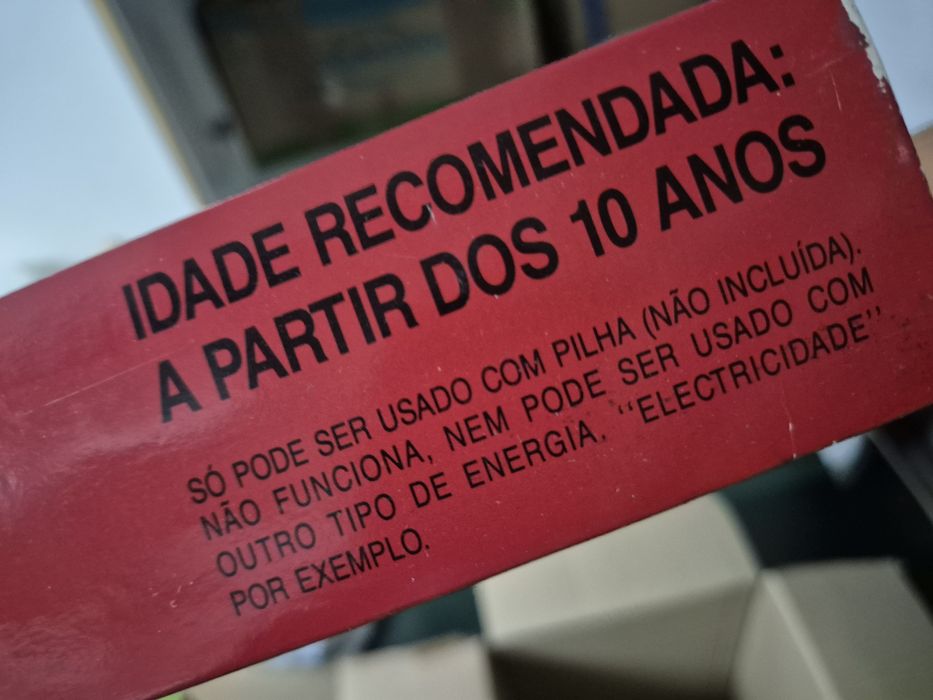 IDADE RECOMENDADA:
A PARTIR DOS 10 ANOS
SÓ PODE SER USADO COM PILHA (NÃO INCLUÍDA).
NÃO FUNCIONA, NEM PODE SER USADO COM
OUTRO TIPO DE ENERGIA. "ELECTRICIDADE"
POR EXEMPLO.